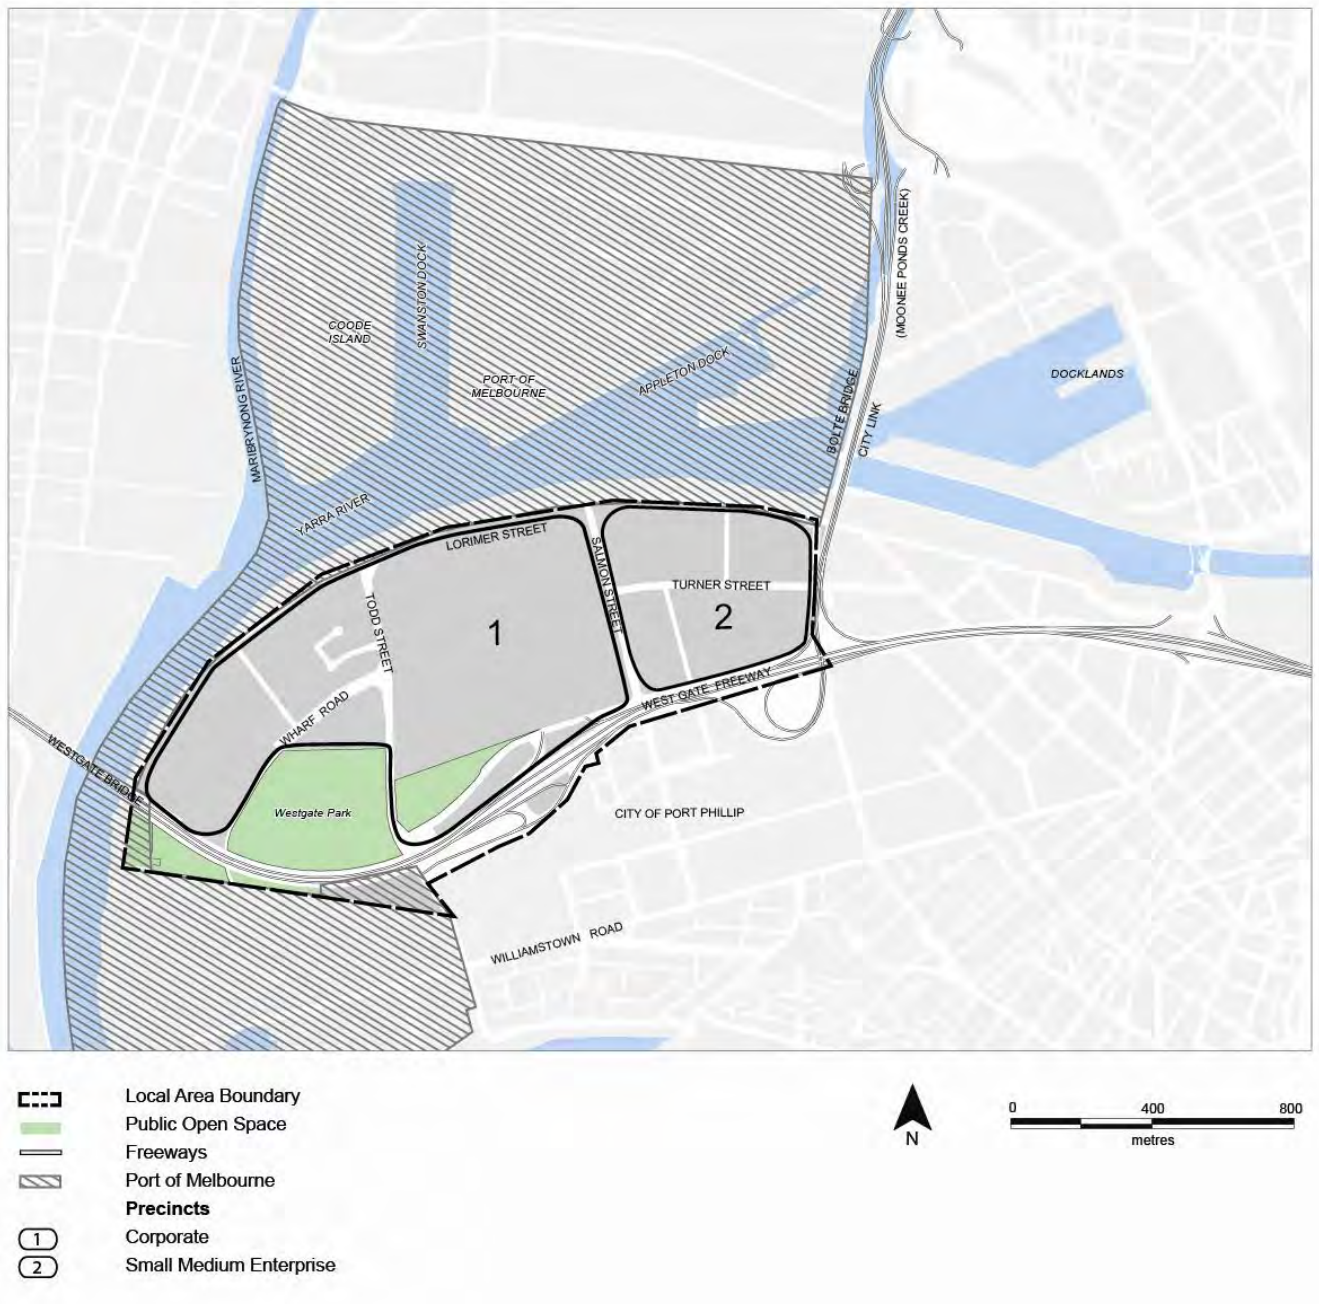 (MOONEE PONDS CREEK)
SWANSTON DOCK
COODE
ISLAND
PORT OF
MELBOURNE
APPLETON DOCK
DOCKLANDS
MARIBRYNONG RIVER
BOLTE BRIDGE
CITY LINK
YARRA RIVER
LORIMER STREET
SALMON STREET
TURNER STREET
TODD STREET
1
2
WHARF ROAD
WEST GATE FREEWAY
WESTGATE BRIDGE
Westgate Park
CITY OF PORT PHILLIP
WILLIAMSTOWN ROAD
Local Area Boundary
Public Open Space
Freeways
Port of Melbourne
Precincts
1 Corporate
2 Small Medium Enterprise
N
0 400 800
metres